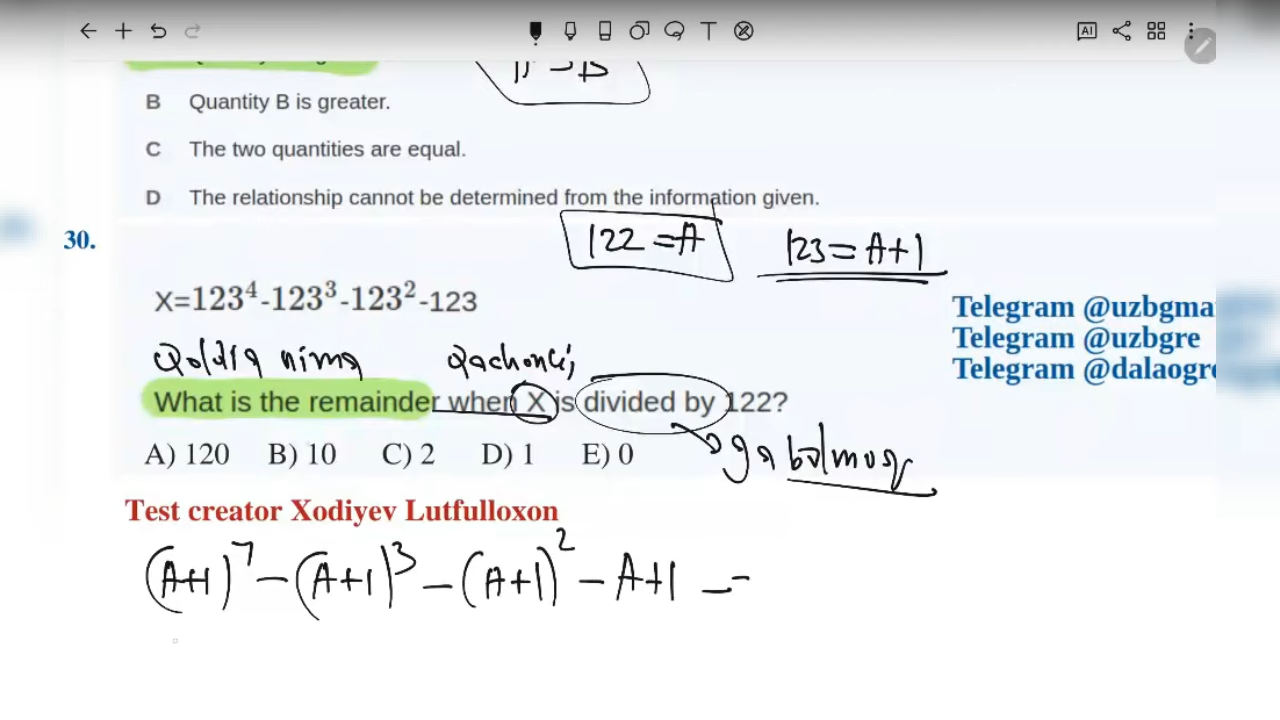 B Quantity B is greater.
C The two quantities are equal.
D The relationship cannot be determined from the information given.
30.
122 = A
123 = A+1
X=123⁴-123³-123²-123
Telegram @uzbgma
Telegram @uzbgre
Telegram @dalaogre
Qoldiq nima qachonki;
What is the remainder when X is divided by 122?
A) 120 B) 10 C) 2 D) 1 E) 0
ga bolmoq
Test creator Xodiyev Lutfulloxon
(A+1)⁷ - (A+1)³ - (A+1)² - A+1